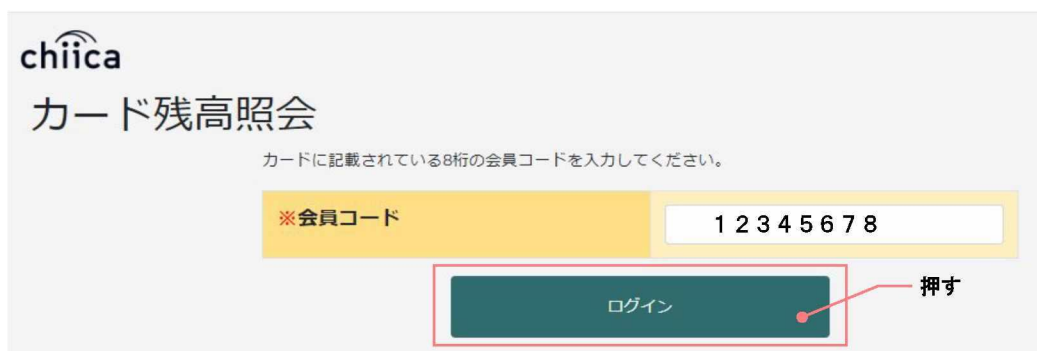 chiica
カード残高照会
カードに記載されている8桁の会員コードを入力してください。
※会員コード
12345678
ログイン
押す